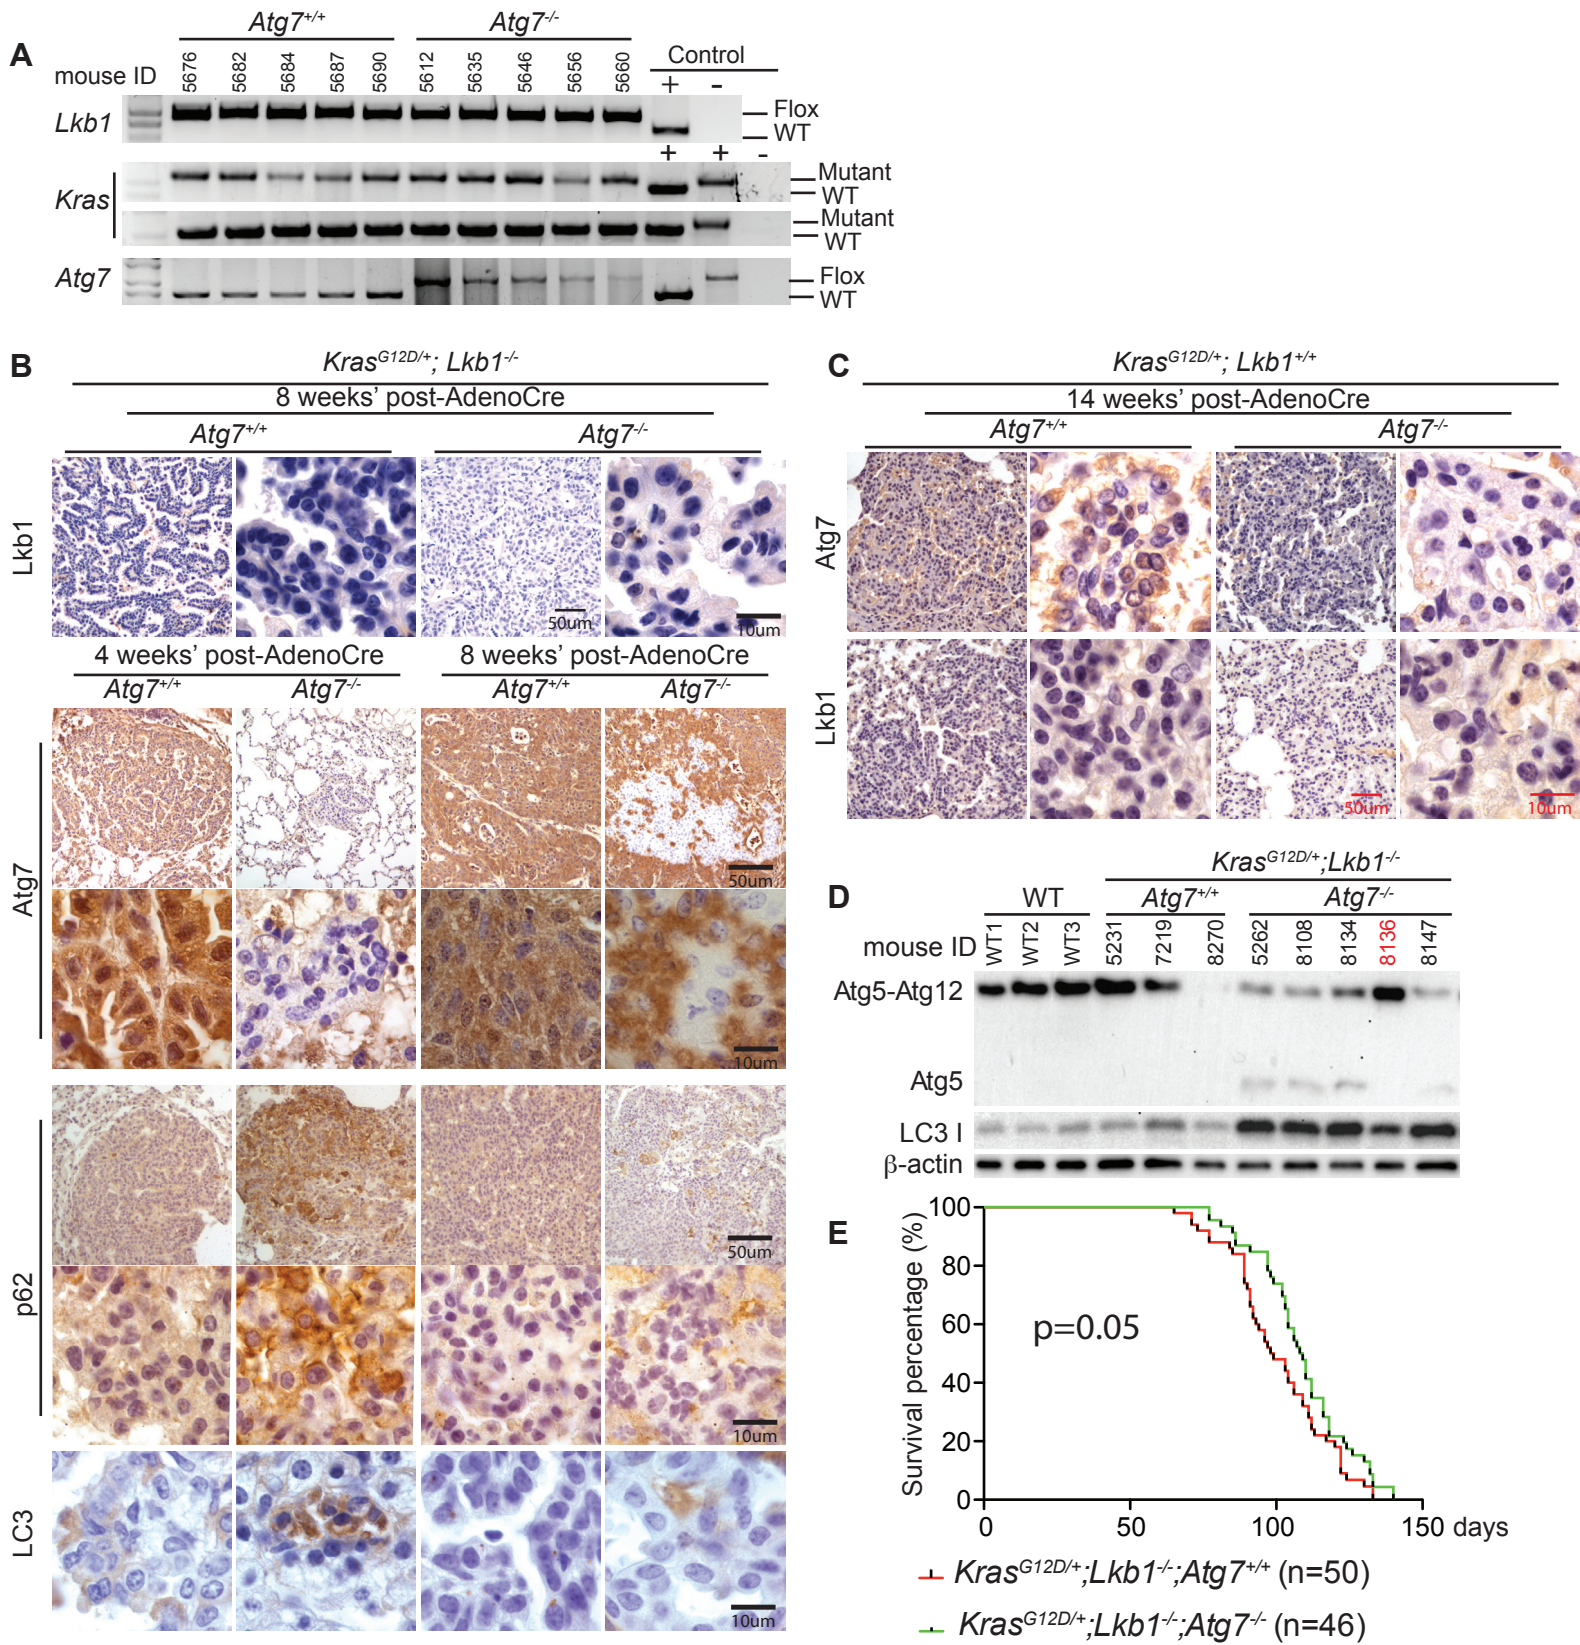 A
Atg7+/+ Atg7-/-
mouse ID 5676 5682 5684 5687 5690 5612 5635 5646 5656 5660 Control
+ -
Lkb1 Flox
WT
+ + -
Kras Mutant
WT
Mutant
WT
Atg7 Flox
WT
B
KrasG12D/+; Lkb1-/-
8 weeks' post-AdenoCre
Atg7+/+ Atg7-/-
Lkb1
50um 10um
4 weeks' post-AdenoCre 8 weeks' post-AdenoCre
Atg7+/+ Atg7-/- Atg7+/+ Atg7-/-
Atg7
50um
10um
p62
50um
10um
LC3
10um
C
KrasG12D/+; Lkb1+/+
14 weeks' post-AdenoCre
Atg7+/+ Atg7-/-
Atg7
Lkb1
50um 10um
D
KrasG12D/+;Lkb1-/-
WT Atg7+/+ Atg7-/-
mouse ID WT1 WT2 WT3 5231 7219 8270 5262 8108 8134 8136 8147
Atg5-Atg12
Atg5
LC3 I
β-actin
E
Survival percentage (%)
100
80
60
40
20
0
p=0.05
0 50 100 150 days
KrasG12D/+;Lkb1-/-;Atg7+/+ (n=50)
KrasG12D/+;Lkb1-/-;Atg7-/- (n=46)